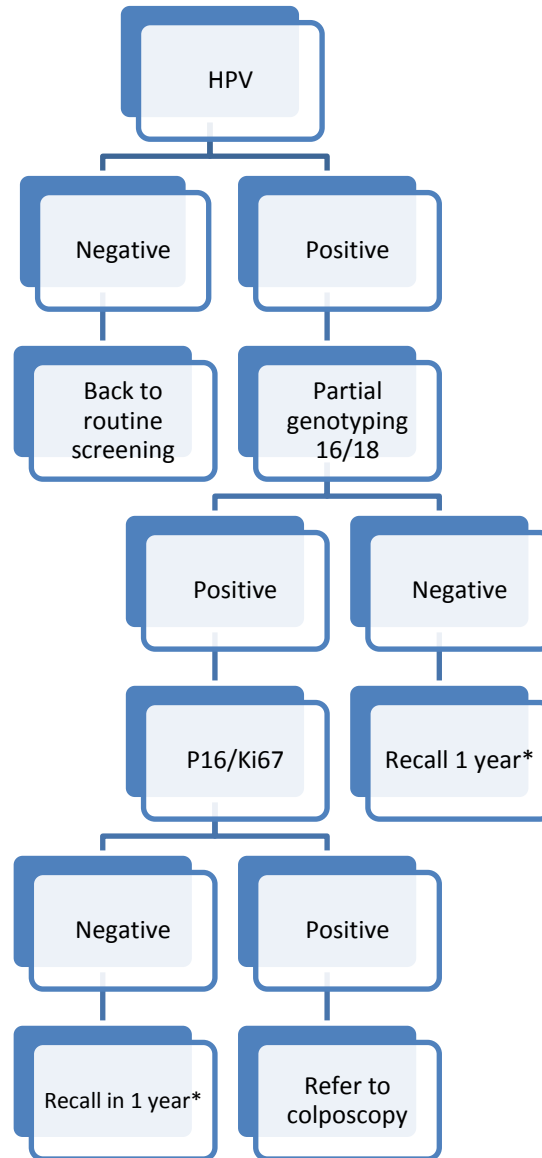 HPV
Negative
Positive
Back to
routine
screening
Partial
genotyping
16/18
Positive
Negative
P16/Ki67
Recall 1 year*
Negative
Positive
Recall in 1 year*
Refer to
colposcopy